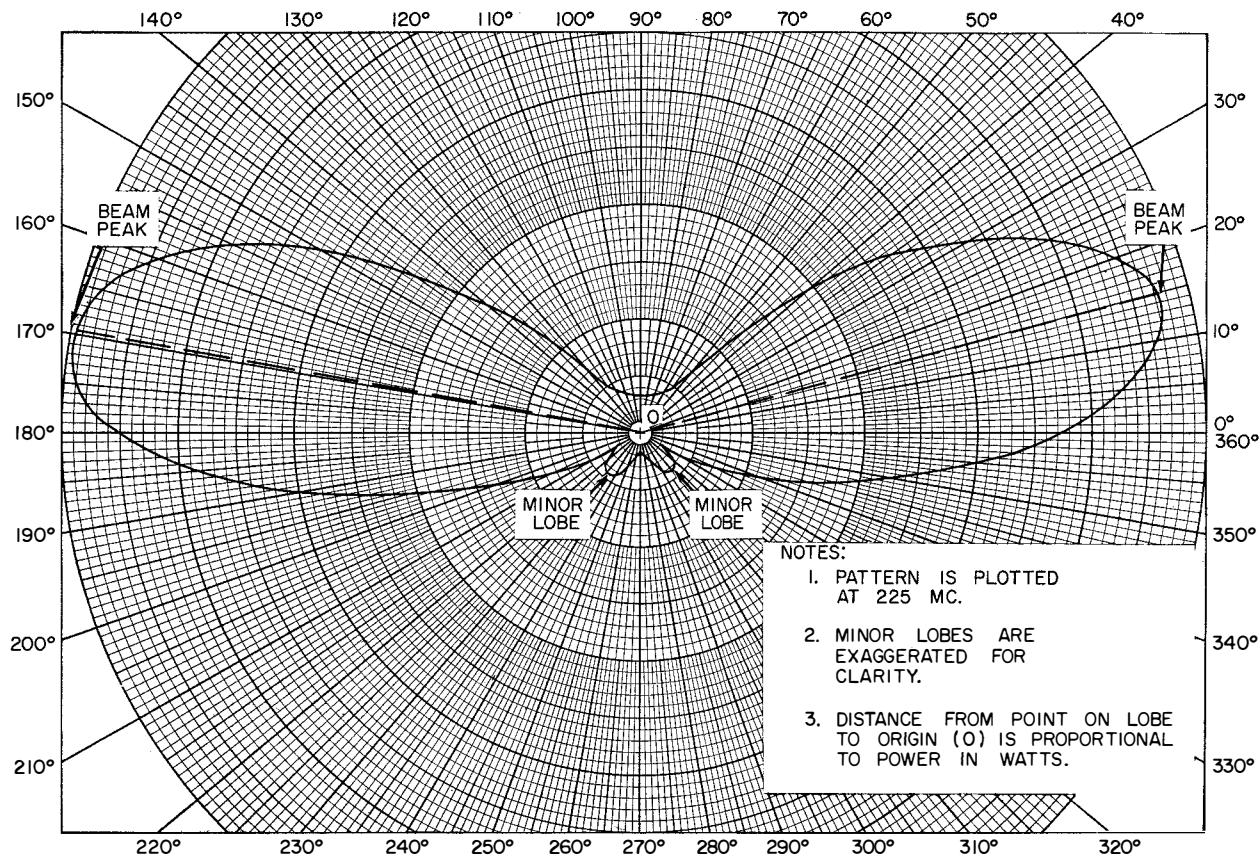 140° 130° 120° 110° 100° 90° 80° 70° 60° 50° 40°
150°
30°
BEAM
PEAK
BEAM
PEAK
160°
20°
170°
10°
O
180°
0°
360°
MINOR
LOBE
MINOR
LOBE
190°
350°
NOTES:
1. PATTERN IS PLOTTED
AT 225 MC.
2. MINOR LOBES ARE
EXAGGERATED FOR
CLARITY.
3. DISTANCE FROM POINT ON LOBE
TO ORIGIN (O) IS PROPORTIONAL
TO POWER IN WATTS.
200°
340°
210°
330°
220° 230° 240° 250° 260° 270° 280° 290° 300° 310° 320°